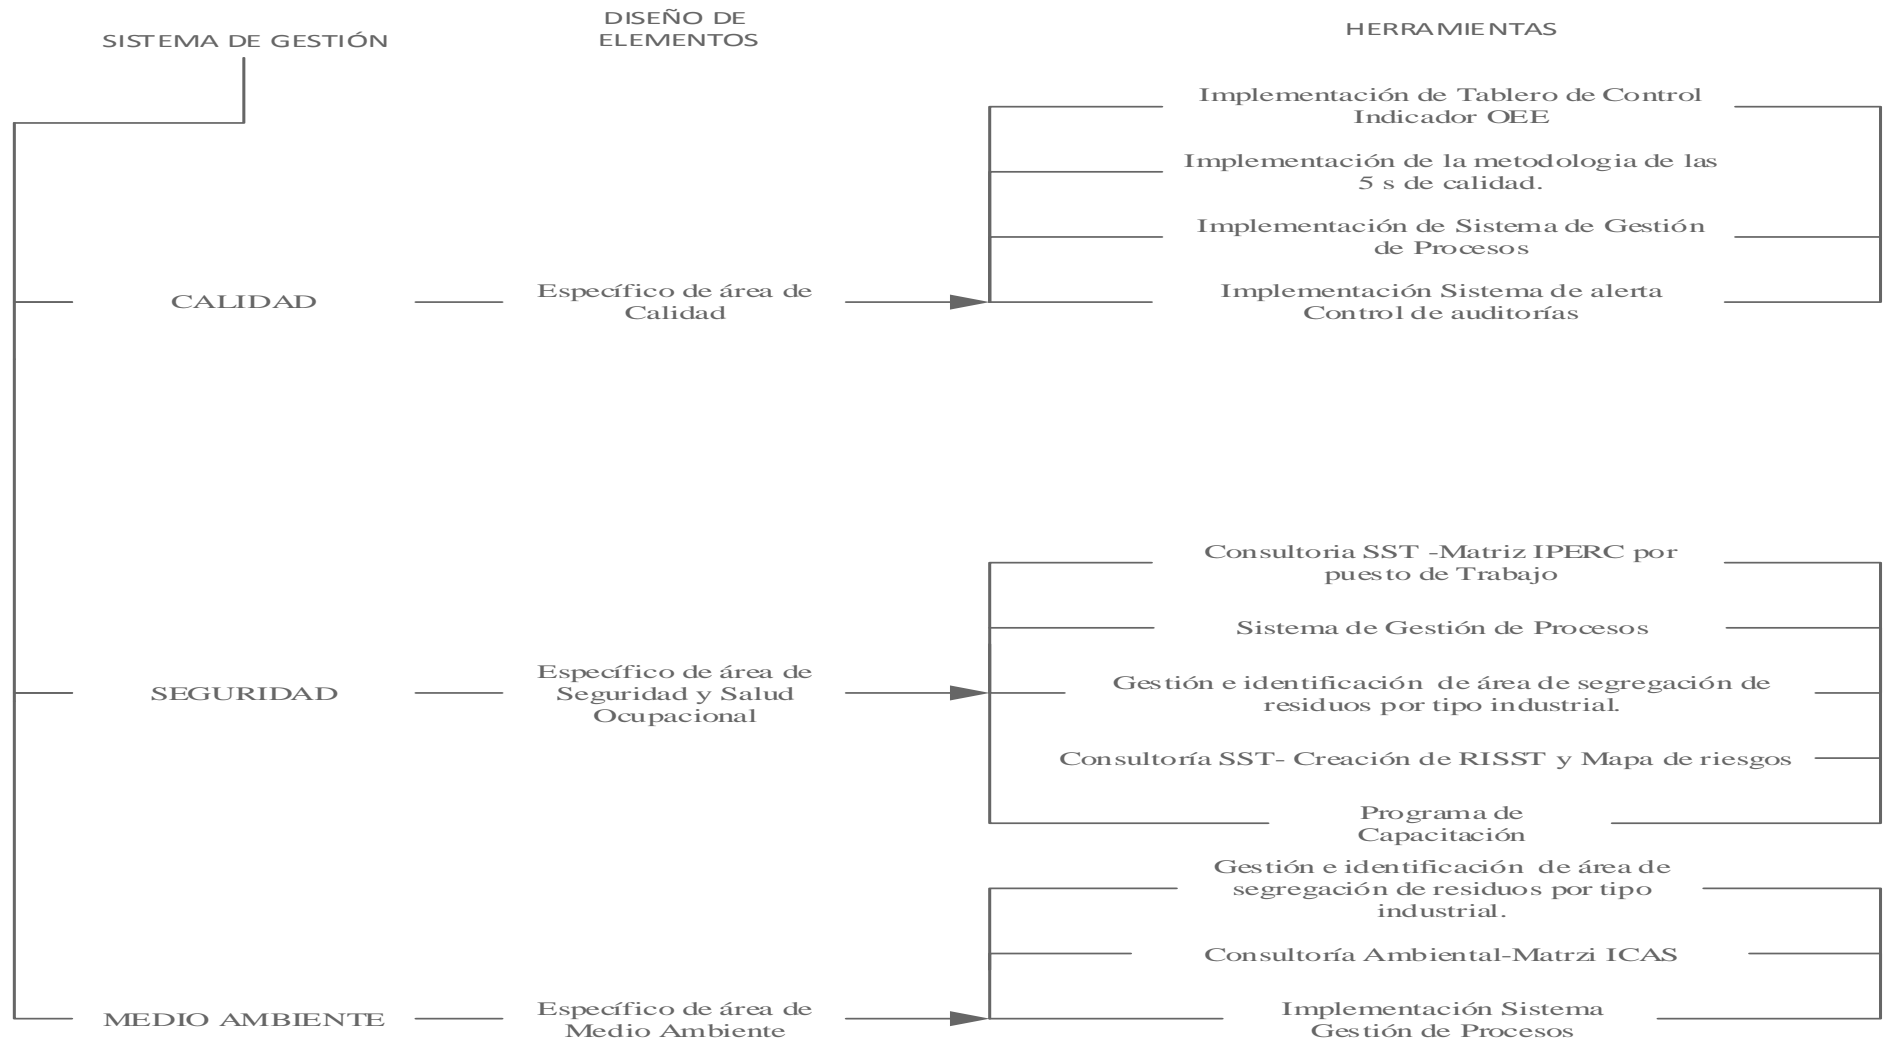 SISTEMA DE GESTIÓN
DISEÑO DE
ELEMENTOS
HERRAMIENTAS
Implementación de Tablero de Control
Indicador OEE
Implementación de la metodologia de las
5 s de calidad.
Implementación de Sistema de Gestión
de Procesos
CALIDAD
Específico de área de
Calidad
Implementación Sistema de alerta
Control de auditorías
Consultoria SST -Matriz IPERC por
puesto de Trabajo
Sistema de Gestión de Procesos
SEGURIDAD
Específico de área de
Seguridad y Salud
Ocupacional
Gestión e identificación de área de segregación de
residuos por tipo industrial.
Consultoría SST- Creación de RISST y Mapa de riesgos
Programa de
Capacitación
Gestión e identificación de área de
segregación de residuos por tipo
industrial.
Consultoría Ambiental-Matrzi ICAS
MEDIO AMBIENTE
Específico de área de
Medio Ambiente
Implementación Sistema
Gestión de Procesos